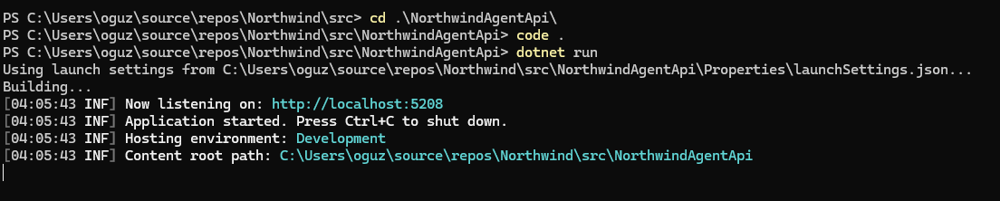 PS C:\Users\oguz\source\repos\Northwind\src> cd .\NorthwindAgentApi\
PS C:\Users\oguz\source\repos\Northwind\src\NorthwindAgentApi> code .
PS C:\Users\oguz\source\repos\Northwind\src\NorthwindAgentApi> dotnet run
Using launch settings from C:\Users\oguz\source\repos\Northwind\src\NorthwindAgentApi\Properties\launchSettings.json...
Building...
[04:05:43 INF] Now listening on: http://localhost:5208
[04:05:43 INF] Application started. Press Ctrl+C to shut down.
[04:05:43 INF] Hosting environment: Development
[04:05:43 INF] Content root path: C:\Users\oguz\source\repos\Northwind\src\NorthwindAgentApi